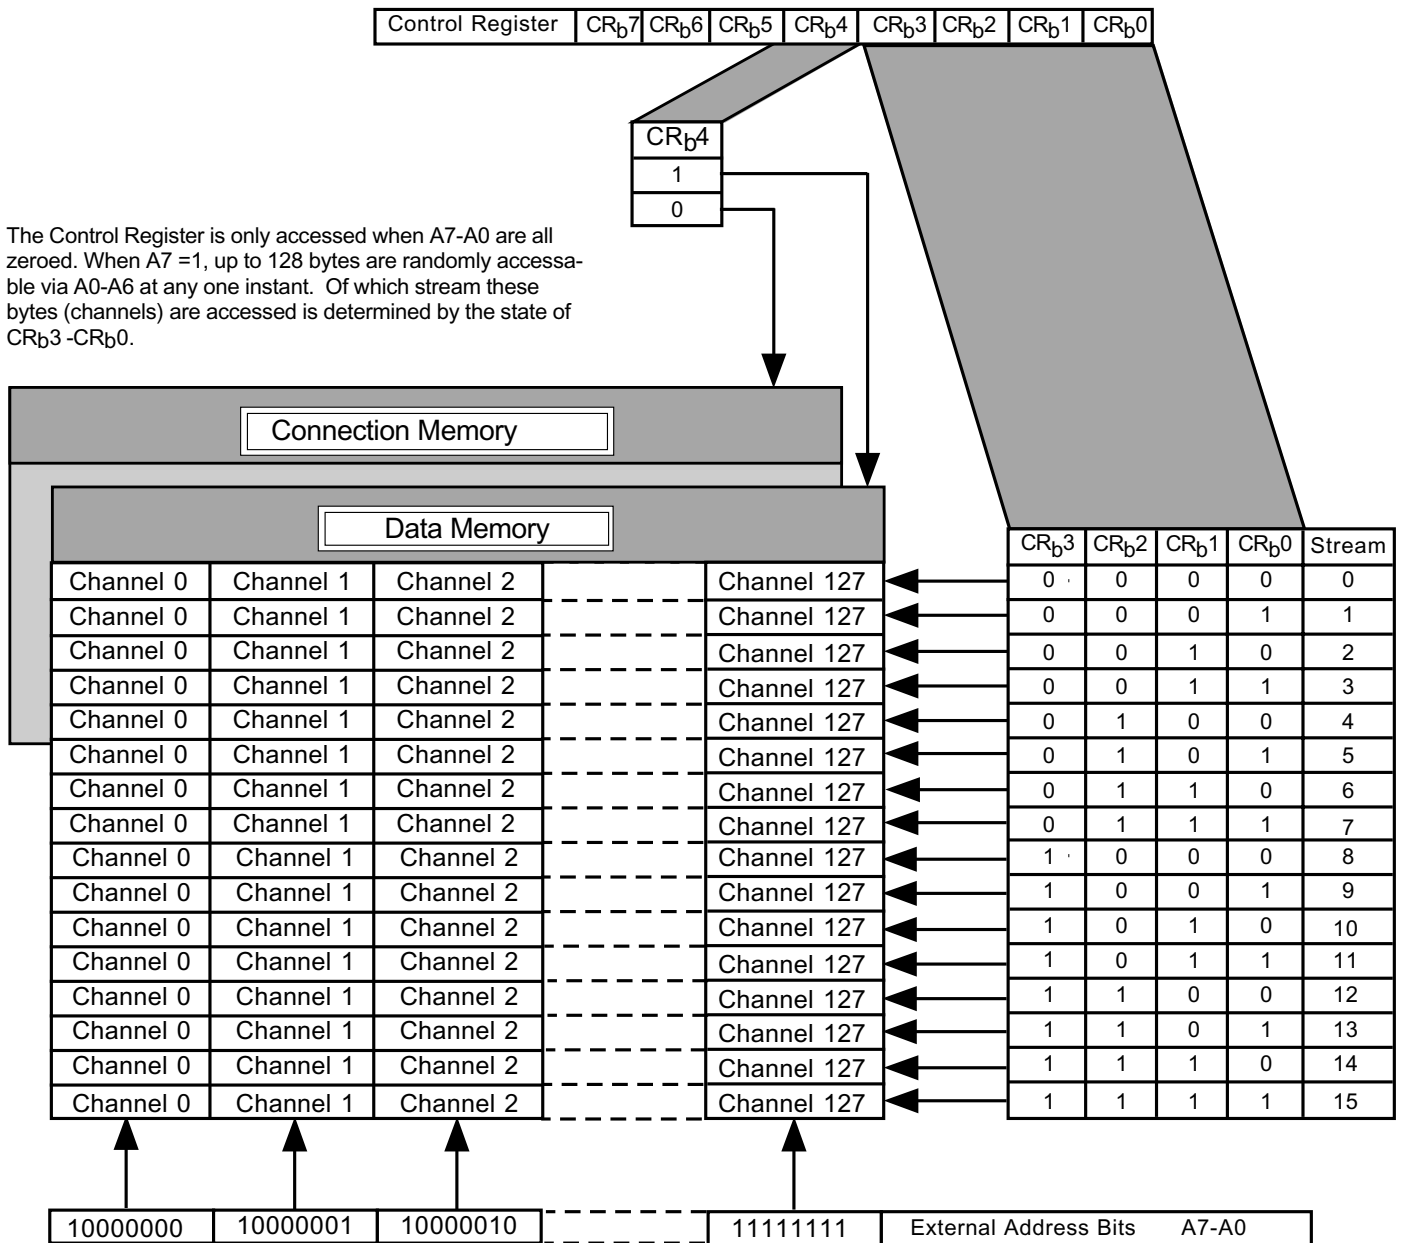 Control Register CRb7 CRb6 CRb5 CRb4 CRb3 CRb2 CRb1 CRb0
CRb4
1
0
The Control Register is only accessed when A7-A0 are all
zeroed. When A7 =1, up to 128 bytes are randomly accessa-
ble via A0-A6 at any one instant. Of which stream these
bytes (channels) are accessed is determined by the state of
CRb3 -CRb0.
Connection Memory
Data Memory
CRb3 CRb2 CRb1 CRb0 Stream
Channel 0 Channel 1 Channel 2 Channel 127 0 0 0 0 0
Channel 0 Channel 1 Channel 2 Channel 127 0 0 0 1 1
Channel 0 Channel 1 Channel 2 Channel 127 0 0 1 0 2
Channel 0 Channel 1 Channel 2 Channel 127 0 0 1 1 3
Channel 0 Channel 1 Channel 2 Channel 127 0 1 0 0 4
Channel 0 Channel 1 Channel 2 Channel 127 0 1 0 1 5
Channel 0 Channel 1 Channel 2 Channel 127 0 1 1 0 6
Channel 0 Channel 1 Channel 2 Channel 127 0 1 1 1 7
Channel 0 Channel 1 Channel 2 Channel 127 1 0 0 0 8
Channel 0 Channel 1 Channel 2 Channel 127 1 0 0 1 9
Channel 0 Channel 1 Channel 2 Channel 127 1 0 1 0 10
Channel 0 Channel 1 Channel 2 Channel 127 1 0 1 1 11
Channel 0 Channel 1 Channel 2 Channel 127 1 1 0 0 12
Channel 0 Channel 1 Channel 2 Channel 127 1 1 0 1 13
Channel 0 Channel 1 Channel 2 Channel 127 1 1 1 0 14
Channel 0 Channel 1 Channel 2 Channel 127 1 1 1 1 15
10000000 10000001 10000010 11111111 External Address Bits A7-A0